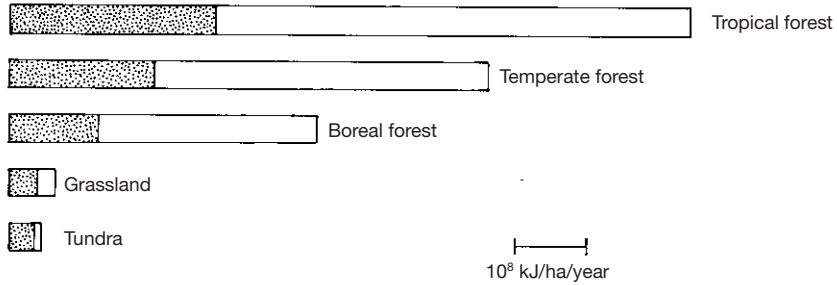 Tropical forest
Temperate forest
Boreal forest
Grassland
Tundra
10⁸ kJ/ha/year